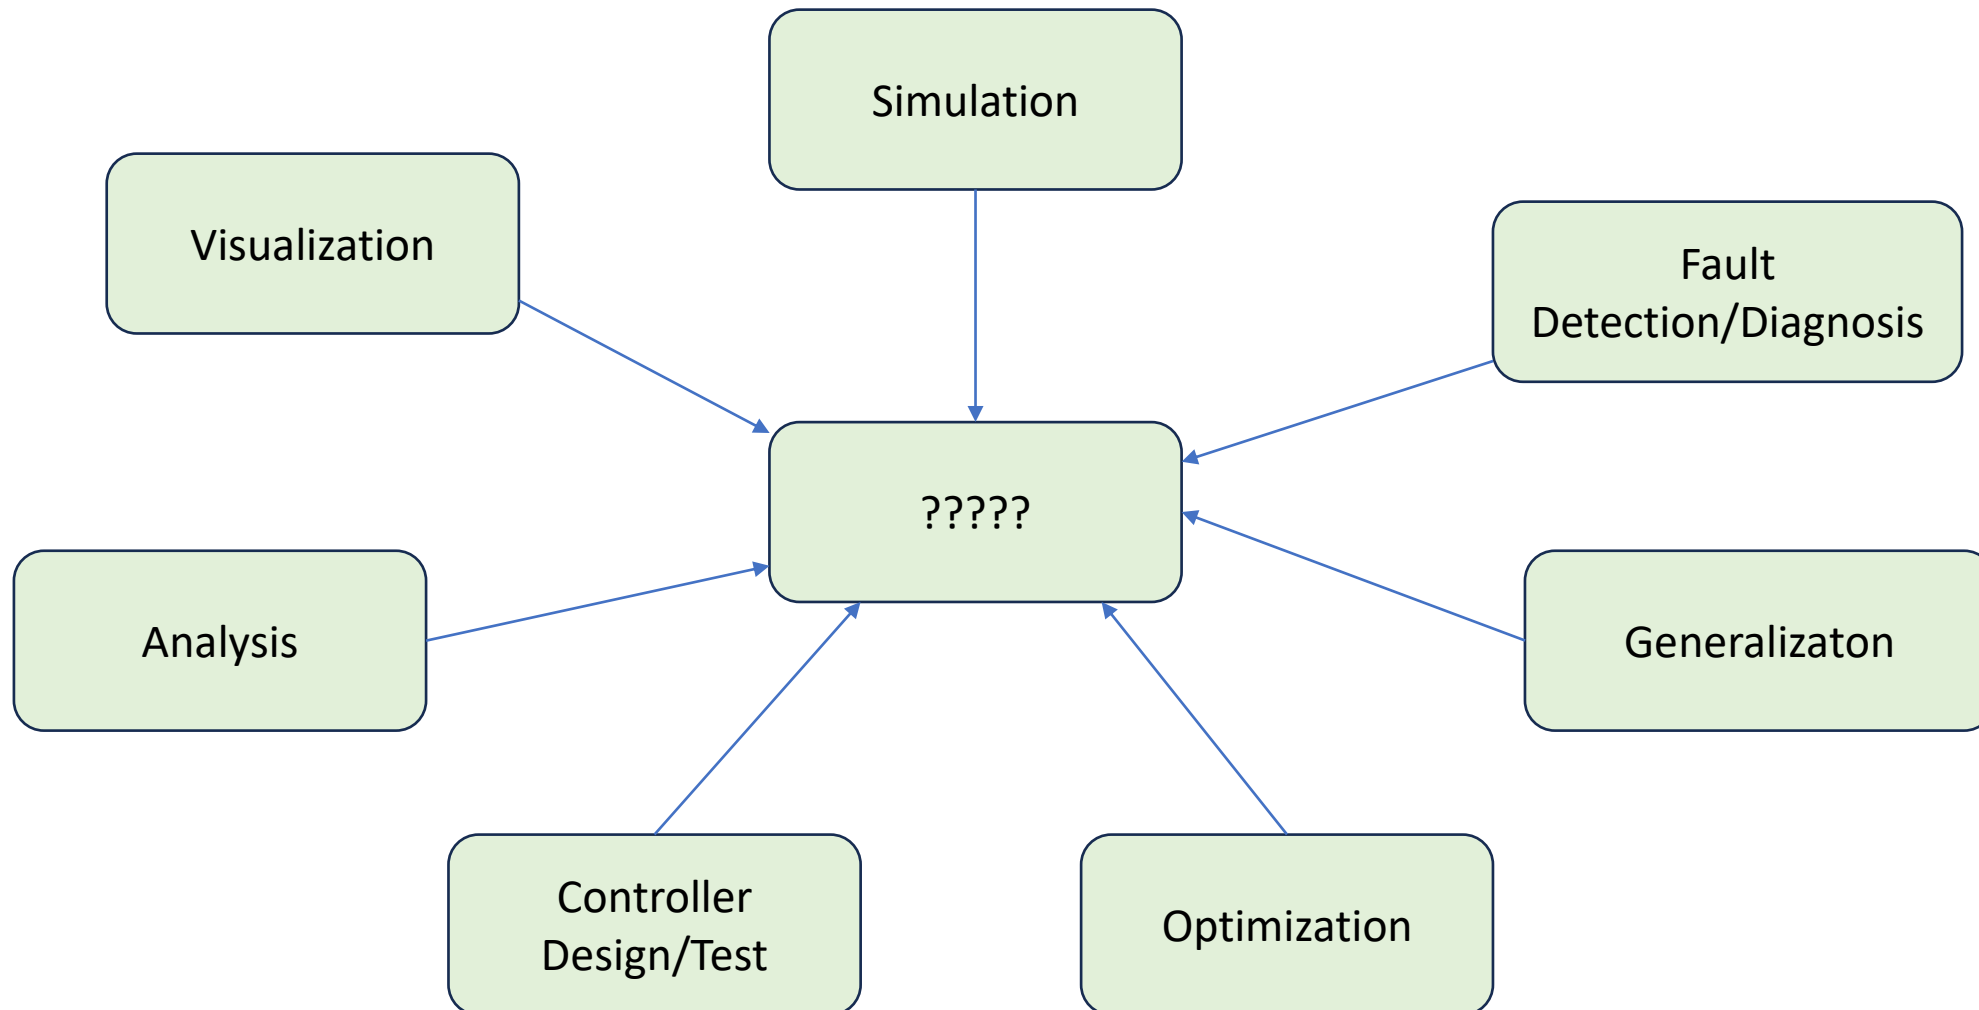 Simulation
Visualization
Fault
Detection/Diagnosis
?????
Analysis
Generalizaton
Controller
Design/Test
Optimization